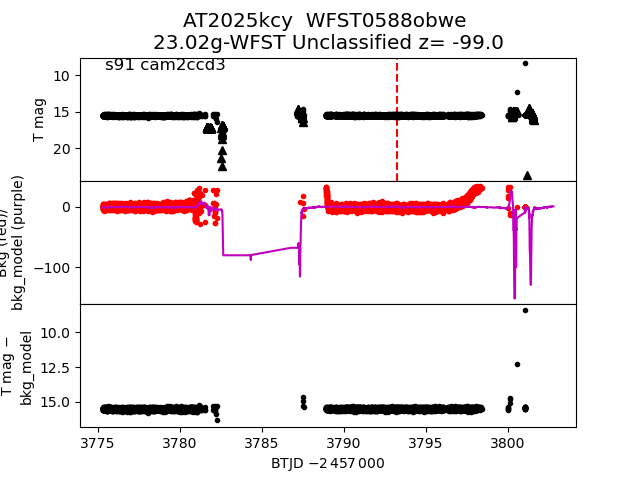 AT2025kcy  WFST0588obwe
23.02g-WFST Unclassified z= -99.0
s91 cam2ccd3
10
15
20
T mag
0
−100
Bkg (red)/
bkg_model (purple)
10.0
12.5
15.0
T mag −
bkg_model
3775 3780 3785 3790 3795 3800
BTJD −2 457 000